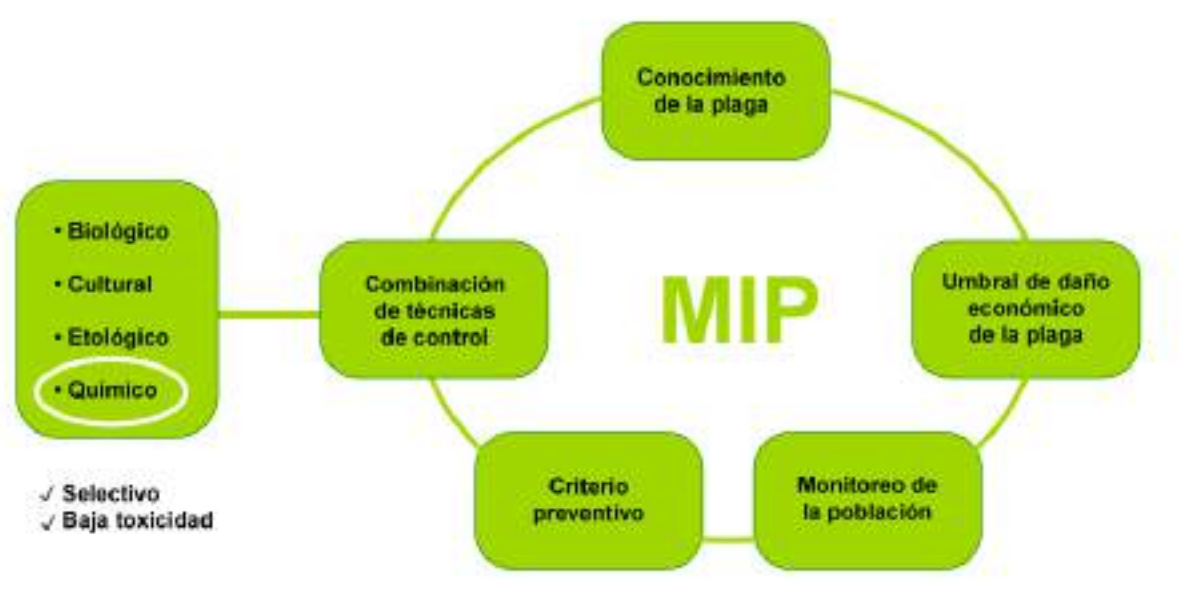 Conocimiento
de la plaga
• Biológico
• Cultural
• Etológico
• Químico
Combinación
de técnicas
de control
MIP
Umbral de daño
económico
de la plaga
Criterio
preventivo
Monitoreo de
la población
✓ Selectivo
✓ Baja toxicidad